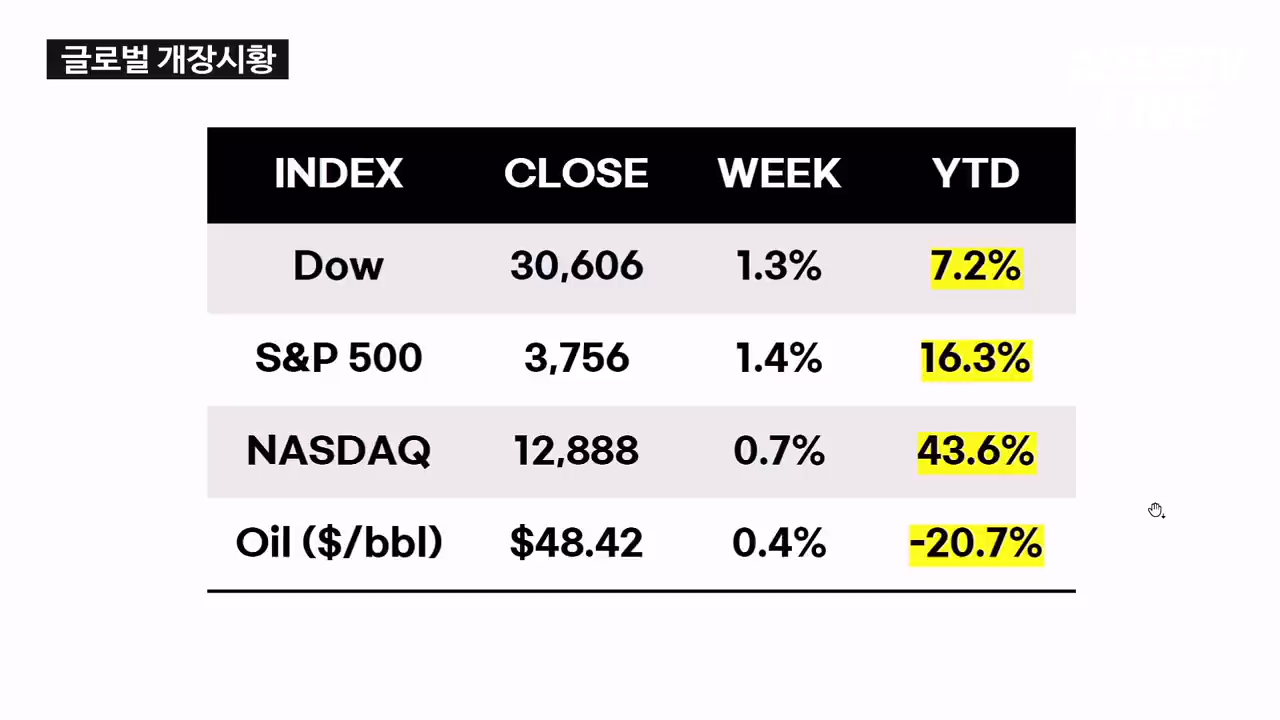 글로벌 개장시황
INDEX CLOSE WEEK YTD
Dow 30,606 1.3% 7.2%
S&P 500 3,756 1.4% 16.3%
NASDAQ 12,888 0.7% 43.6%
Oil ($/bbl) $48.42 0.4% -20.7%